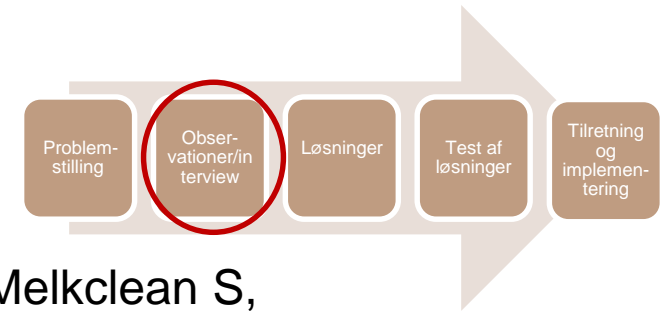 Problem-
stilling
Obser-
vationer/in
terview
Løsninger
Test af
løsninger
Tilretning
og
implemen-
tering
Melkclean S,